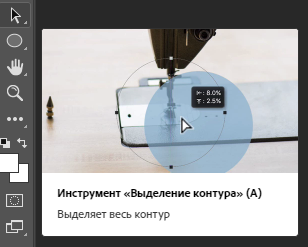 : 8.0%
: 2.5%
Инструмент «Выделение контура» (A)
Выделяет весь контур